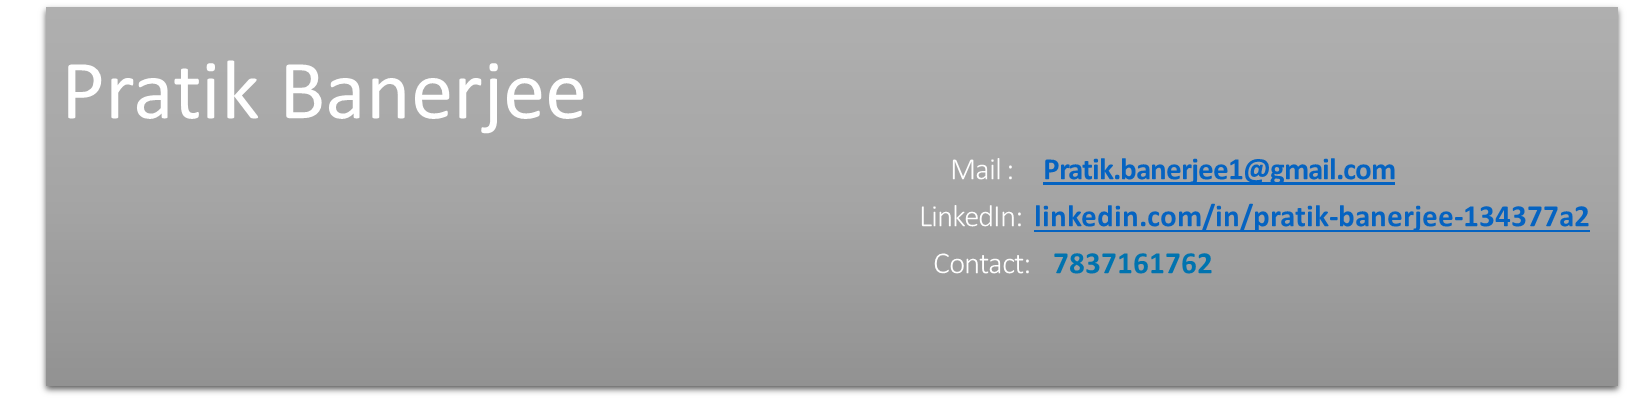 Pratik Banerjee
Mail : Pratik.banerjee1@gmail.com
LinkedIn: linkedin.com/in/pratik-banerjee-134377a2
Contact: 7837161762